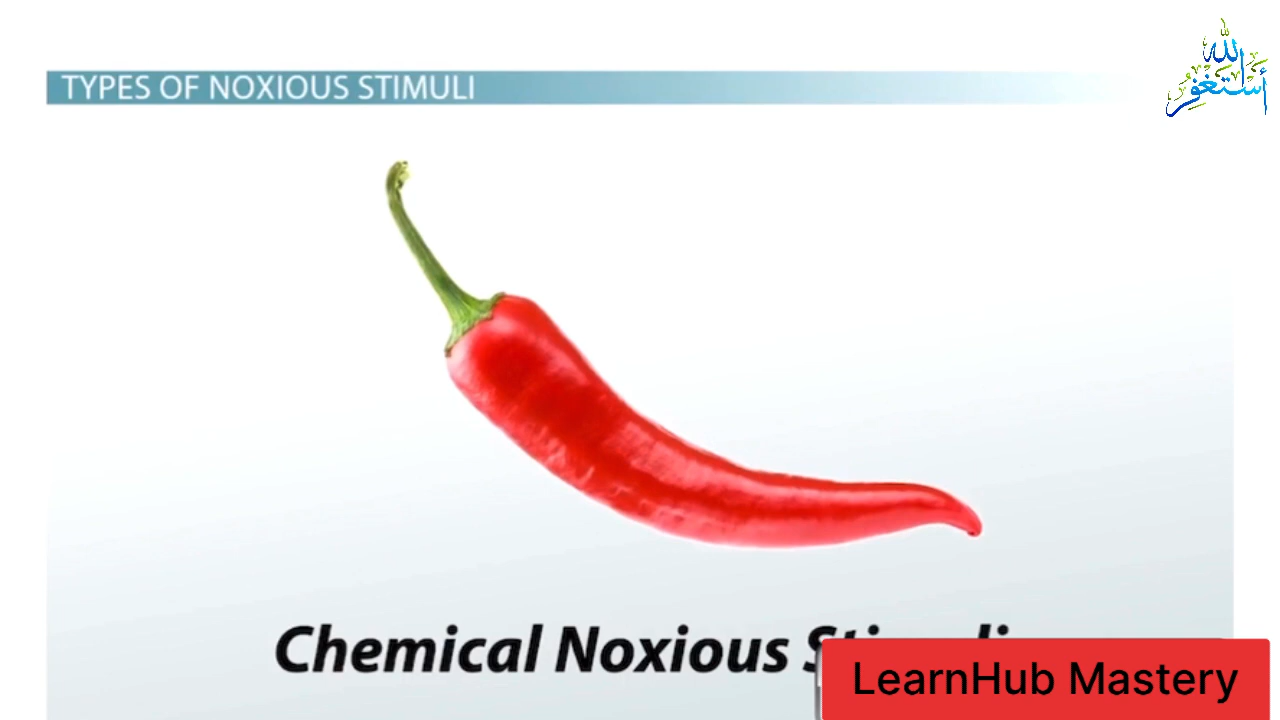 TYPES OF NOXIOUS STIMULI
أستغفر الله
Chemical Noxious
LearnHub Mastery